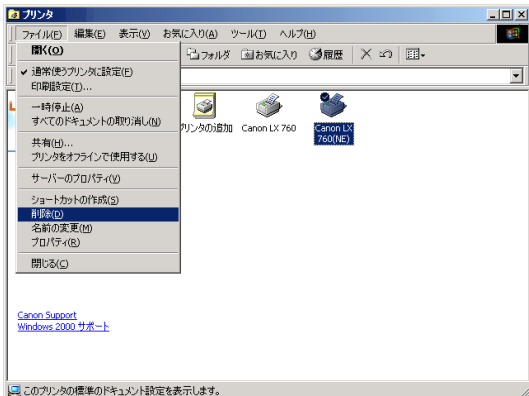 プリンタ
ファイル(F) 編集(E) 表示(V) お気に入り(A) ツール(T) ヘルプ(H)
開く(O)
フォルダ お気に入り 履歴
通常使うプリンタに設定(F)
印刷設定(T)...
一時停止(A)
すべてのドキュメントの取り消し(N)
共有(H)...
プリンタをオフラインで使用する(U)
サーバーのプロパティ(V)
ショートカットの作成(S)
削除(D)
名前の変更(M)
プロパティ(R)
閉じる(C)
プリンタの追加
Canon LX 760
Canon LX
760(NE)
Canon Support
Windows 2000 サポート
このプリンタの標準のドキュメント設定を表示します。